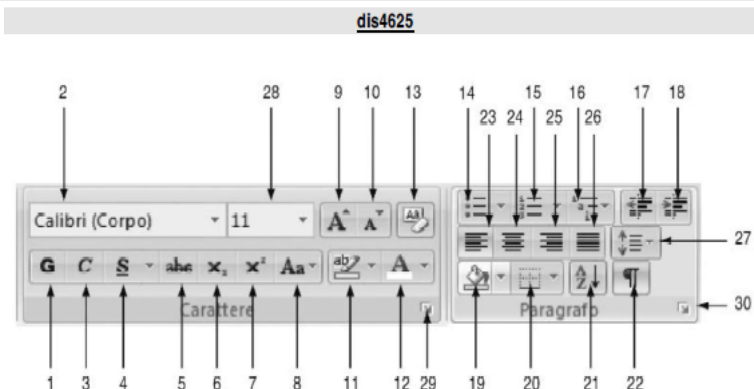 dis4625
2 28 9 10 13 14 15 16 17 18
23 24 25 26
Calibri (Corpo) 11 A A Aa
27
G C S abc x₂ x² Aa ab A A Z ¶
Carattere Paragrafo 30
1 3 4 5 6 7 8 11 12 29 19 20 21 22